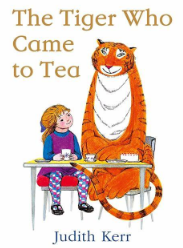 The Tiger Who
Came to Tea
Judith Kerr